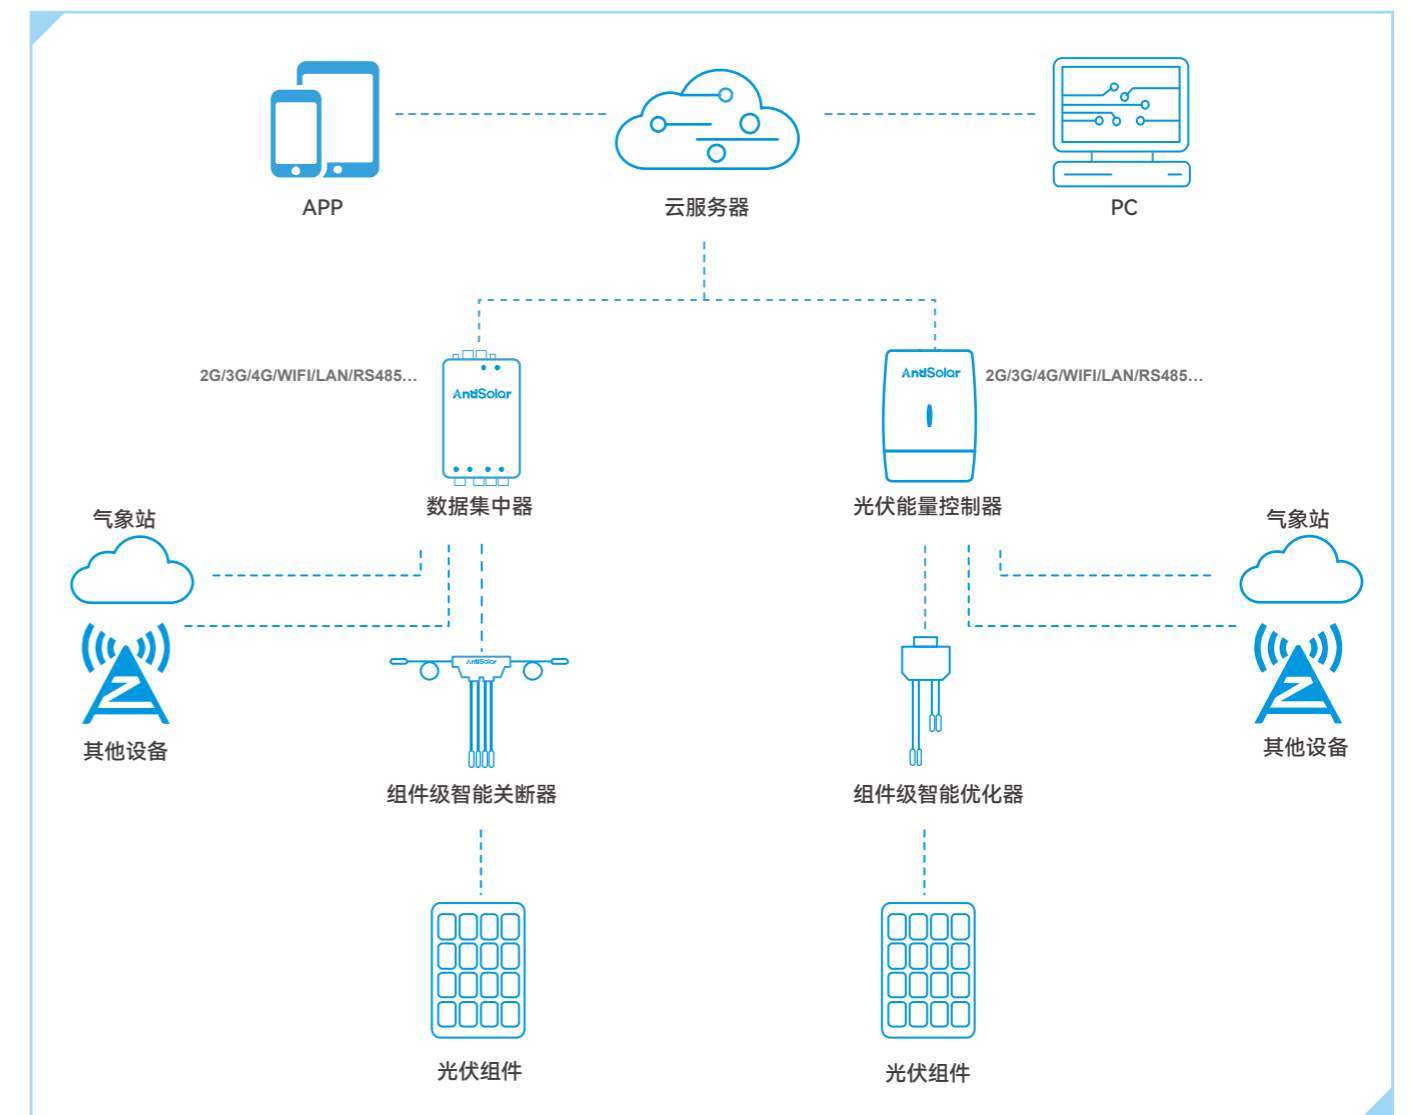 APP
云服务器
PC
2G/3G/4G/WIFI/LAN/RS485...
AndSolar
AndSolar
2G/3G/4G/WIFI/LAN/RS485...
数据集中器
光伏能量控制器
气象站
气象站
AndSolar
其他设备
其他设备
组件级智能关断器
组件级智能优化器
光伏组件
光伏组件